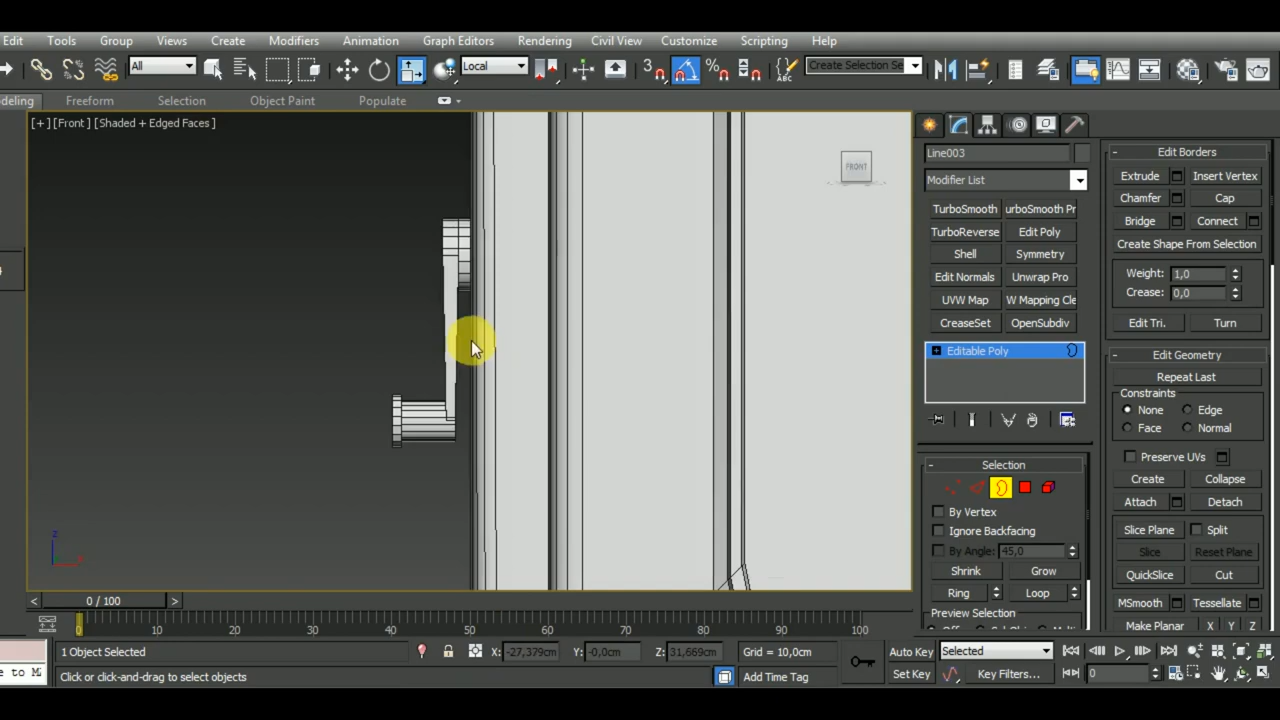 Edit Tools Group Views Create Modifiers Animation Graph Editors Rendering Civil View Customize Scripting Help
All Local 3 Create Selection Se
deling Freeform Selection Object Paint Populate
[+] [Front ] [Shaded + Edged Faces ]
FRONT
z
Line003
Modifier List
TurboSmooth urboSmooth Pr
TurboReverse Edit Poly
Shell Symmetry
Edit Normals Unwrap Pro
UVW Map W Mapping Cle
CreaseSet OpenSubdiv
Editable Poly
- Selection
By Vertex
Ignore Backfacing
By Angle: 45,0
Shrink Grow
Ring Loop
Preview Selection
- Edit Borders
Extrude Insert Vertex
Chamfer Cap
Bridge Connect
Create Shape From Selection
Weight: 1,0
Crease: 0,0
Edit Tri. Turn
- Edit Geometry
Repeat Last
Constraints
None Edge
Face Normal
Preserve UVs
Create Collapse
Attach Detach
Slice Plane Split
Slice Reset Plane
QuickSlice Cut
MSmooth Tessellate
Make Planar X Y Z
< 0 / 100 >
0 10 20 30 40 50 60 70 80 90 100
1 Object Selected X: -27,379cm Y: -0,0cm Z: 31,669cm Grid = 10,0cm Auto Key Selected
Click or click-and-drag to select objects Add Time Tag Set Key Key Filters... 0